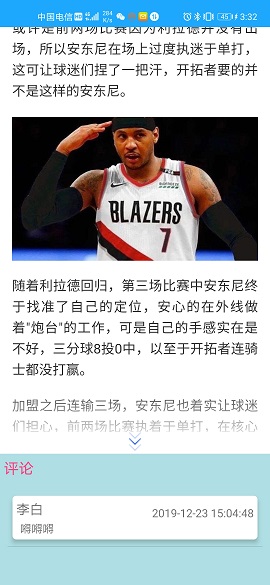 中国电信 HD 46 284 K/s 45 3:32
或许是前两场比赛因为利拉德并没有出
场，所以安东尼在场上过度执迷于单打，
这可让球迷们捏了一把汗，开拓者要的并
不是这样的安东尼。
BLAZERS
7
随着利拉德回归，第三场比赛中安东尼终
于找准了自己的定位，安心的在外线做
着"炮台"的工作，可是自己的手感实在是
不好，三分球8投0中，以至于开拓者连骑
士都没打赢。
加盟之后连输三场，安东尼也着实让球迷
们担心，前两场比赛执着于单打，在核心
评论
李白
2019-12-23 15:04:48
嘚嘚嘚